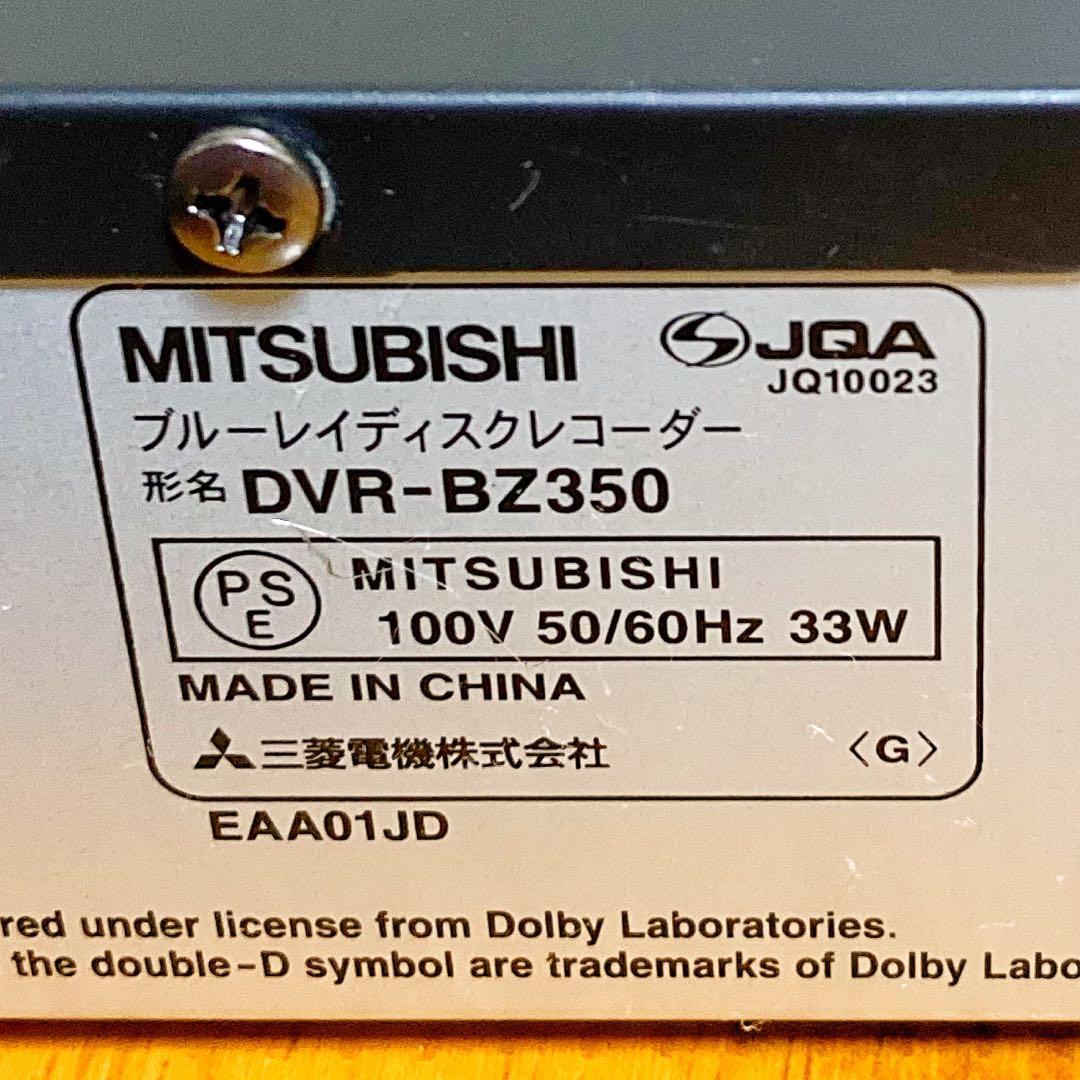 MITSUBISHI
JQA
JQ10023
ブルーレイディスクレコーダー
形名 DVR-BZ350
PSE MITSUBISHI
100V 50/60Hz 33W
MADE IN CHINA
三菱電機株式会社 〈G〉
EAA01JD
red under license from Dolby Laboratories.
the double-D symbol are trademarks of Dolby Labo